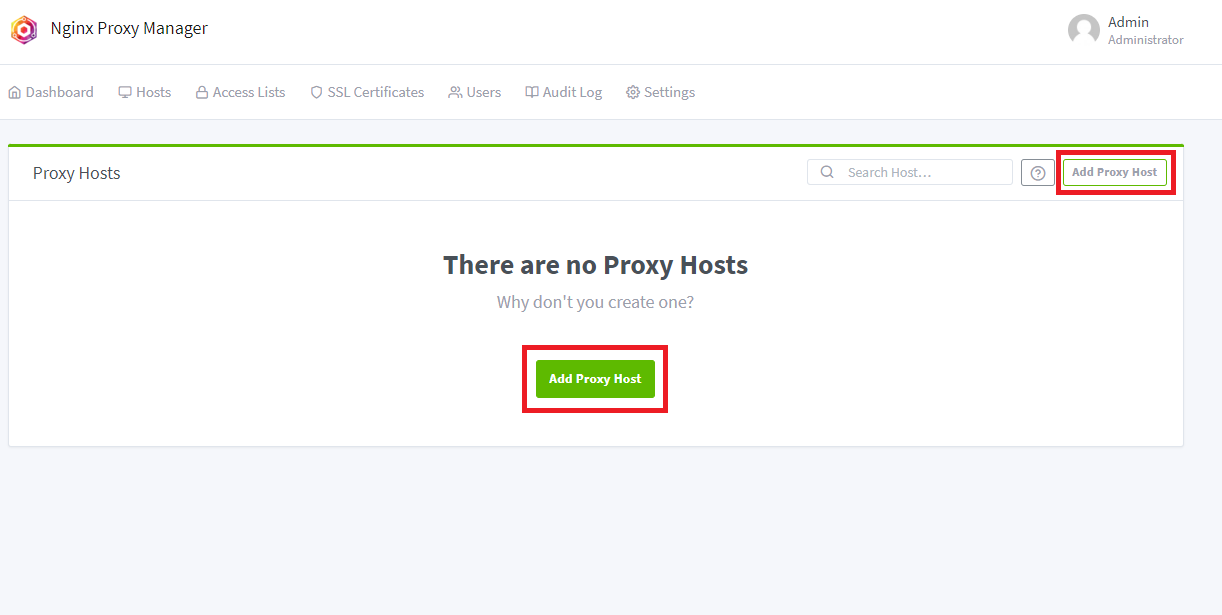 Nginx Proxy Manager
Admin
Administrator
Dashboard Hosts Access Lists SSL Certificates Users Audit Log Settings
Proxy Hosts Search Host... Add Proxy Host
There are no Proxy Hosts
Why don't you create one?
Add Proxy Host